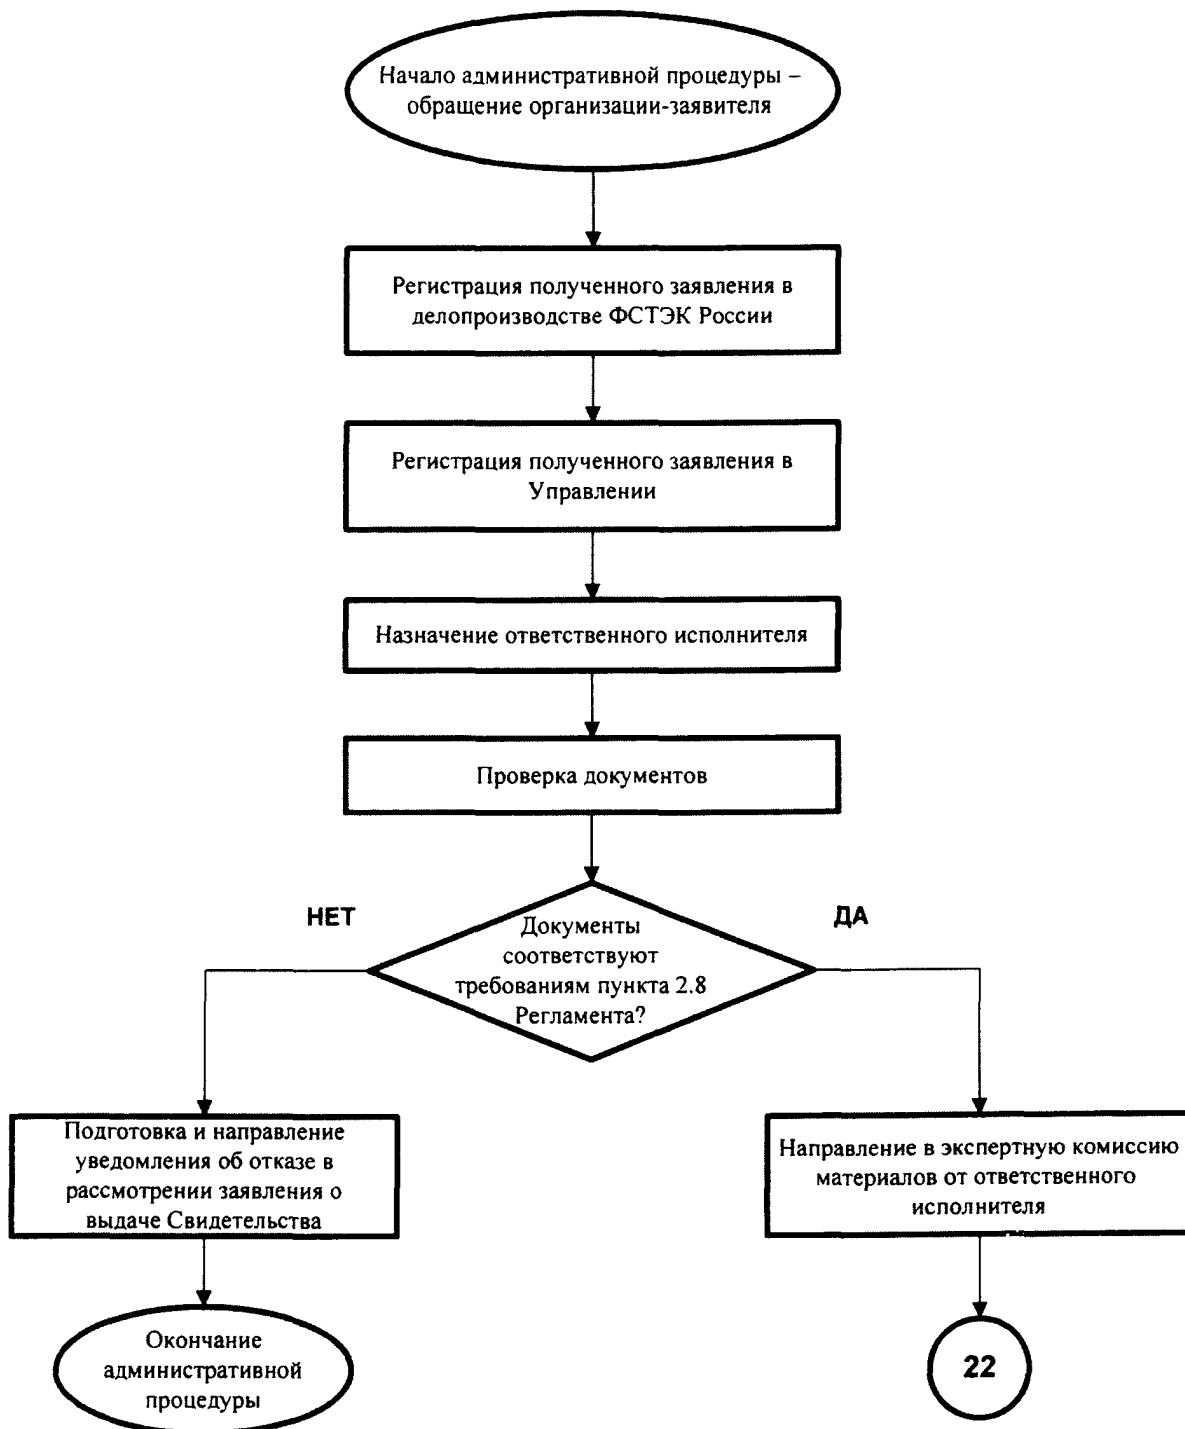 Начало административной процедуры –
обращение организации-заявителя
Регистрация полученного заявления в
делопроизводстве ФСТЭК России
Регистрация полученного заявления в
Управлении
Назначение ответственного исполнителя
Проверка документов
НЕТ
ДА
Документы
соответствуют
требованиям пункта 2.8
Регламента?
Подготовка и направление
уведомления об отказе в
рассмотрении заявления о
выдаче Свидетельства
Направление в экспертную комиссию
материалов от ответственного
исполнителя
Окончание
административной
процедуры
22